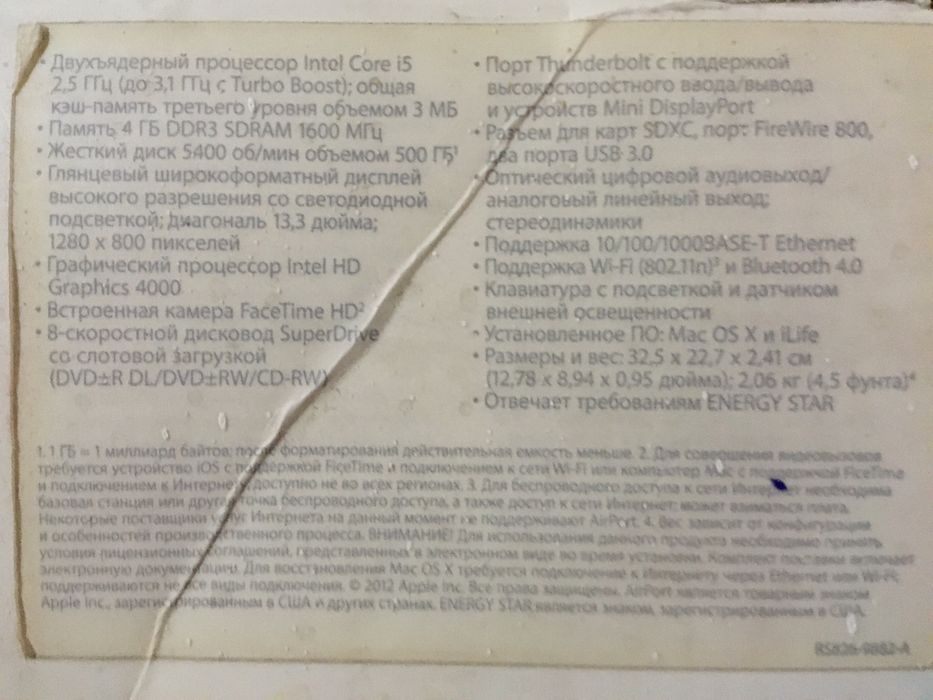 • Двухъядерный процессор Intel Core i5
2,5 ГГц (до 3,1 ГГц с Turbo Boost); общая
кэш-память третьего уровня объемом 3 МБ
• Память 4 ГБ DDR3 SDRAM 1600 МГц
• Жесткий диск 5400 об/мин объемом 500 ГБ¹
• Глянцевый широкоформатный дисплей
высокого разрешения со светодиодной
подсветкой; диагональ 13,3 дюйма;
1280 x 800 пикселей
• Графический процессор Intel HD
Graphics 4000
• Встроенная камера FaceTime HD²
• 8-скоростной дисковод SuperDrive
со слотовой загрузкой
(DVD±R DL/DVD±RW/CD-RW)
• Порт Thunderbolt с поддержкой
высокоскоростного ввода/вывода
и устройств Mini DisplayPort
• Разъем для карт SDXC, порт FireWire 800,
два порта USB 3.0
• Оптический цифровой аудиовыход/
аналоговый линейный выход;
стереодинамики
• Поддержка 10/100/1000BASE-T Ethernet
• Поддержка Wi-Fi (802.11n)³ и Bluetooth 4.0
• Клавиатура с подсветкой и датчиком
внешней освещенности
• Установленное ПО: Mac OS X и iLife
• Размеры и вес: 32,5 x 22,7 x 2,41 см
(12,78 x 8,94 x 0,95 дюйма); 2,06 кг (4,5 фунта)⁴
• Отвечает требованиям ENERGY STAR
1. 1 ГБ = 1 миллиард байтов; после форматирования действительная емкость меньше. 2. Для совершения видеовызовов
требуется устройство iOS с поддержкой FaceTime и подключением к сети Wi-Fi или компьютер Mac с поддержкой FaceTime
и подключением к Интернету; доступно не во всех регионах. 3. Для беспроводного доступа к сети Интернет необходима
базовая станция или другая точка беспроводного доступа, а также доступ к сети Интернет; может взиматься плата.
Некоторые поставщики услуг Интернета на данный момент не поддерживают AirPort. 4. Вес зависит от конфигурации
и особенностей производственного процесса. ВНИМАНИЕ! Для использования данного продукта необходимо принять
условия лицензионных соглашений, представленных в электронном виде во время установки. Комплект поставки включает
электронную документацию. Для восстановления Mac OS X требуется подключение к Интернету через Ethernet или Wi-Fi;
поддерживаются не все виды подключения. © 2012 Apple Inc. Все права защищены. AirPort является товарным знаком
Apple Inc., зарегистрированным в США и других странах. ENERGY STAR является знаком, зарегистрированным в США.
RS826-9882-A